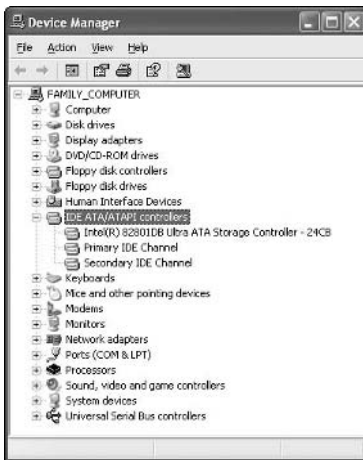 Device Manager
File Action View Help
FAMILY_COMPUTER
Computer
Disk drives
Display adapters
DVD/CD-ROM drives
Floppy disk controllers
Floppy disk drives
Human Interface Devices
IDE ATA/ATAPI controllers
Intel(R) 82801DB Ultra ATA Storage Controller - 24CB
Primary IDE Channel
Secondary IDE Channel
Keyboards
Mice and other pointing devices
Modems
Monitors
Network adapters
Ports (COM & LPT)
Processors
Sound, video and game controllers
System devices
Universal Serial Bus controllers